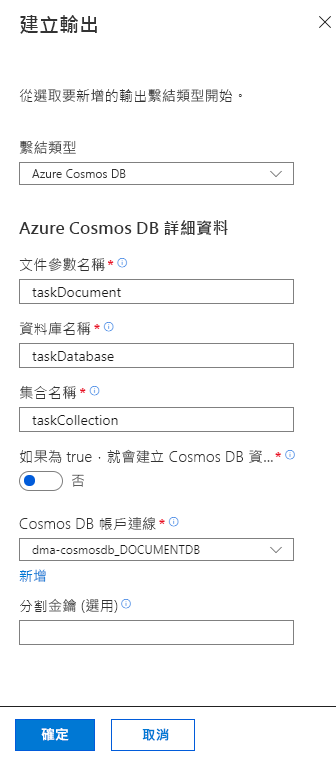 建立輸出
從選取要新增的輸出繫結類型開始。
繫結類型
Azure Cosmos DB
Azure Cosmos DB 詳細資料
文件參數名稱 *
taskDocument
資料庫名稱 *
taskDatabase
集合名稱 *
taskCollection
如果為 true，就會建立 Cosmos DB 資... *
否
Cosmos DB 帳戶連線 *
dma-cosmosdb_DOCUMENTDB
新增
分割金鑰 (選用)
確定 取消